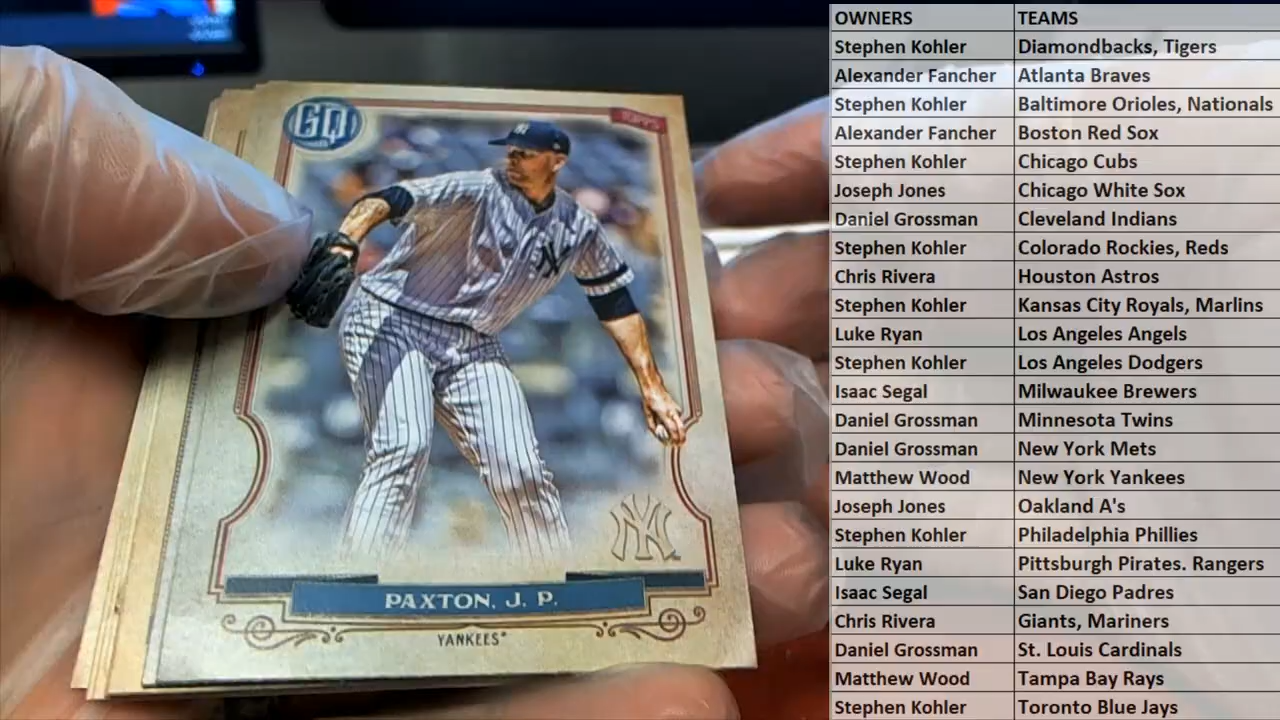 GQ
TOPPS
NY
NY
PAXTON, J. P.
YANKEES
OWNERS TEAMS
Stephen Kohler Diamondbacks, Tigers
Alexander Fancher Atlanta Braves
Stephen Kohler Baltimore Orioles, Nationals
Alexander Fancher Boston Red Sox
Stephen Kohler Chicago Cubs
Joseph Jones Chicago White Sox
Daniel Grossman Cleveland Indians
Stephen Kohler Colorado Rockies, Reds
Chris Rivera Houston Astros
Stephen Kohler Kansas City Royals, Marlins
Luke Ryan Los Angeles Angels
Stephen Kohler Los Angeles Dodgers
Isaac Segal Milwaukee Brewers
Daniel Grossman Minnesota Twins
Daniel Grossman New York Mets
Matthew Wood New York Yankees
Joseph Jones Oakland A's
Stephen Kohler Philadelphia Phillies
Luke Ryan Pittsburgh Pirates. Rangers
Isaac Segal San Diego Padres
Chris Rivera Giants, Mariners
Daniel Grossman St. Louis Cardinals
Matthew Wood Tampa Bay Rays
Stephen Kohler Toronto Blue Jays